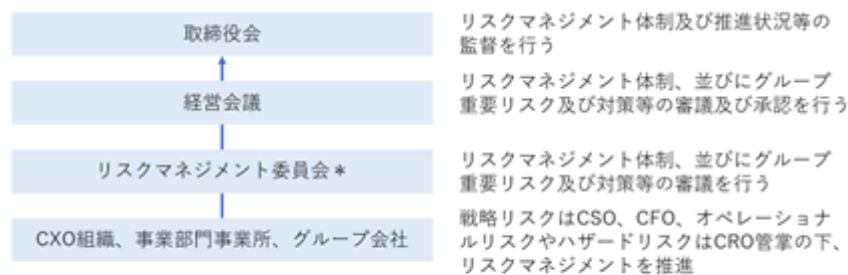 取締役会
リスクマネジメント体制及び推進状況等の
監督を行う
経営会議
リスクマネジメント体制、並びにグループ
重要リスク及び対策等の審議及び承認を行う
リスクマネジメント委員会＊
リスクマネジメント体制、並びにグループ
重要リスク及び対策等の審議を行う
CXO組織、事業部門事業所、グループ会社
戦略リスクはCSO、CFO、オペレーショナ
ルリスクやハザードリスクはCRO管掌の下、
リスクマネジメントを推進